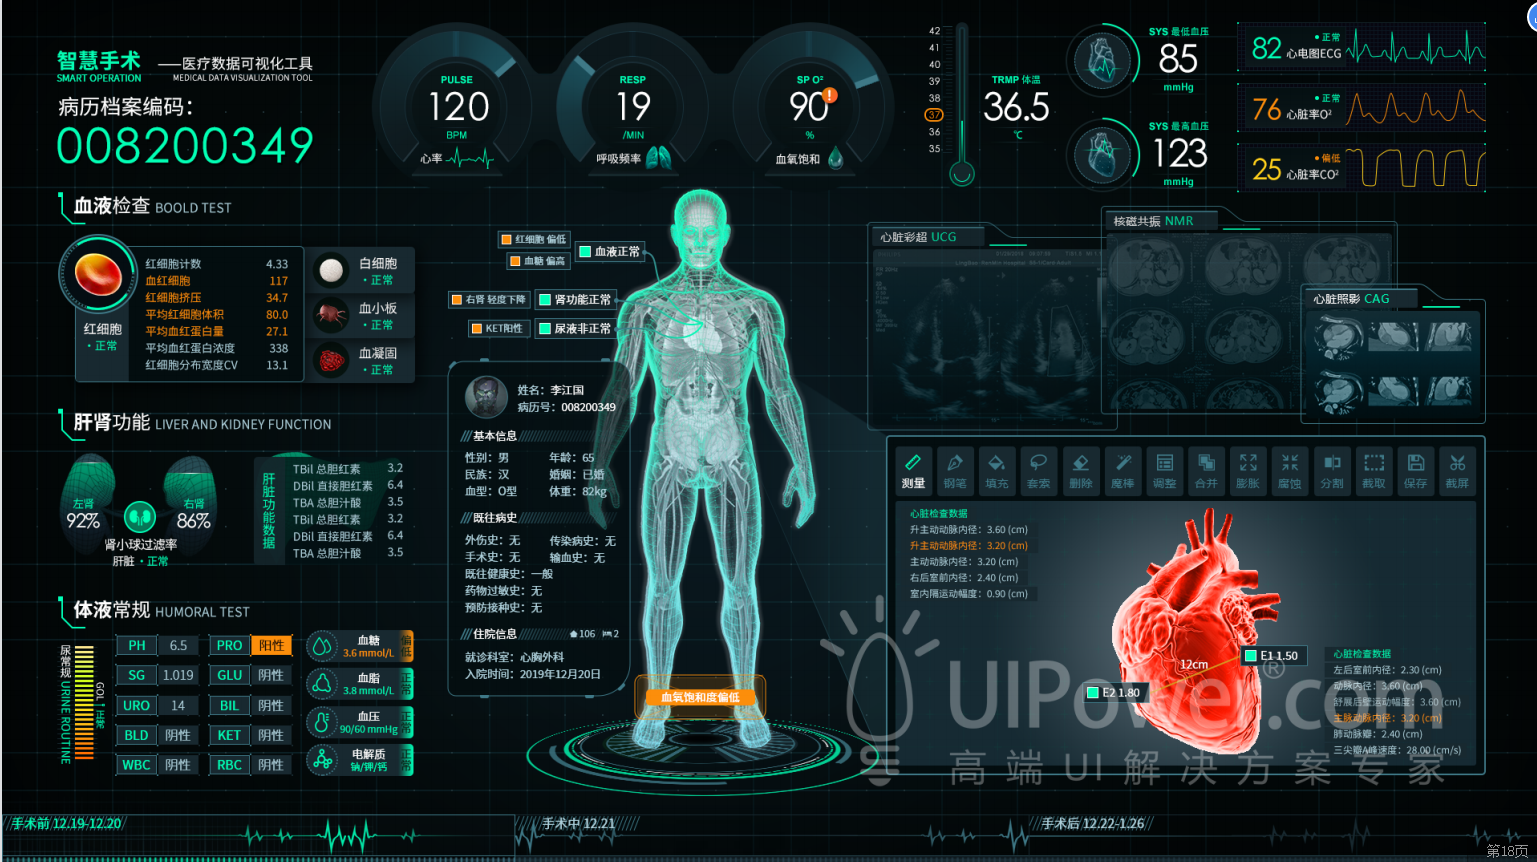 智慧手术 ——医疗数据可视化工具
SMART OPERATION MEDICAL DATA VISUALIZATION TOOL
病历档案编码：
008200349
PULSE
120
BPM
心率
RESP
19
/MIN
呼吸频率
SP O²
90
%
血氧饱和
42
41
40
39
38
37
36
35
TRMP 体温
36.5
℃
SYS 最低血压
85
mmHg
SYS 最高血压
123
mmHg
82 正常 心电图ECG
76 正常 心脏率O²
25 偏低 心脏率CO²
血液检查 BOOLD TEST
红细胞
·正常
红细胞计数 4.33
血红细胞 117
红细胞挤压 34.7
平均红细胞体积 80.0
平均血红蛋白量 27.1
平均血红蛋白浓度 338
红细胞分布宽度CV 13.1
白细胞
·正常
血小板
·正常
血凝固
·正常
肝肾功能 LIVER AND KIDNEY FUNCTION
左肾
92%
右肾
86%
肾小球过滤率
肝脏 ·正常
肝脏功能数据
TBil 总胆红素 3.2
DBil 直接胆红素 6.4
TBA 总胆汁酸 3.5
TBil 总胆红素 3.2
DBil 直接胆红素 6.4
TBA 总胆汁酸 3.5
体液常规 HUMORAL TEST
尿常规 URINE ROUTINE
PH 6.5 PRO 阳性
SG 1.019 GLU 阴性
URO 14 BIL 阴性
BLD 阴性 KET 阴性
WBC 阴性 RBC 阴性
血糖
3.6 mmol/L
偏低
血脂
3.8 mmol/L
正常
血压
90/60 mmHg
正常
电解质
钠/钾/钙
正常
红细胞 偏低
血糖 偏高
血液正常
右肾 轻度下降
肾功能正常
KET阳性
尿液非正常
姓名：李江国
病历号：008200349
基本信息
性别：男 年龄：65
民族：汉 婚姻：已婚
血型：O型 体重：82kg
既往病史
外伤史：无 传染病史：无
手术史：无 输血史：无
既往健康史：一般
药物过敏史：无
预防接种史：无
住院信息 106 2
就诊科室：心胸外科
入院时间：2019年12月20日
血氧饱和度偏低
心脏彩超 UCG
核磁共振 NMR
心脏照影 CAG
测量 钢笔 填充 套索 删除 魔棒 调整 合并 膨胀 腐蚀 分割 截取 保存 截屏
心脏检查数据
升主动动脉内径：3.60 (cm)
升主动动脉内径：3.20 (cm)
主动动脉内径：3.20 (cm)
右后室前内径：2.40 (cm)
室内隔运动幅度：0.90 (cm)
E1 1.50
12cm
E2 1.80
心脏检查数据
左后室前内径：2.30 (cm)
动脉内径：3.60 (cm)
舒展后壁运动幅度：3.60 (cm)
主脉动脉内径：3.20 (cm)
肺动脉瓣：2.40 (cm)
三尖瓣A峰速度：28.00 (cm/s)
UIPower.com®
高端UI解决方案专家
手术前 12.19-12.20
手术中 12.21
手术后 12.22-1.26
第18页